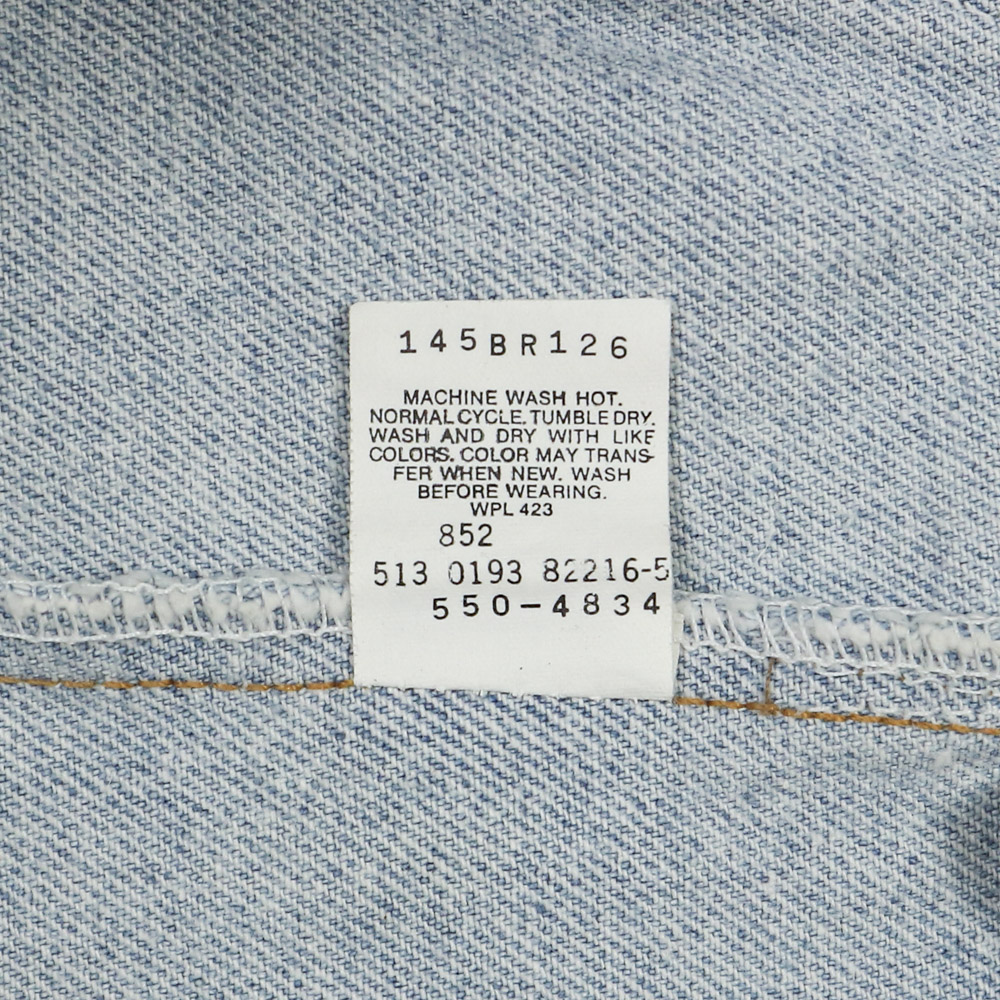 145BR126
MACHINE WASH HOT.
NORMAL CYCLE. TUMBLE DRY.
WASH AND DRY WITH LIKE
COLORS. COLOR MAY TRANS-
FER WHEN NEW. WASH
BEFORE WEARING.
WPL 423
852
513 0193 82216-5
550-4834